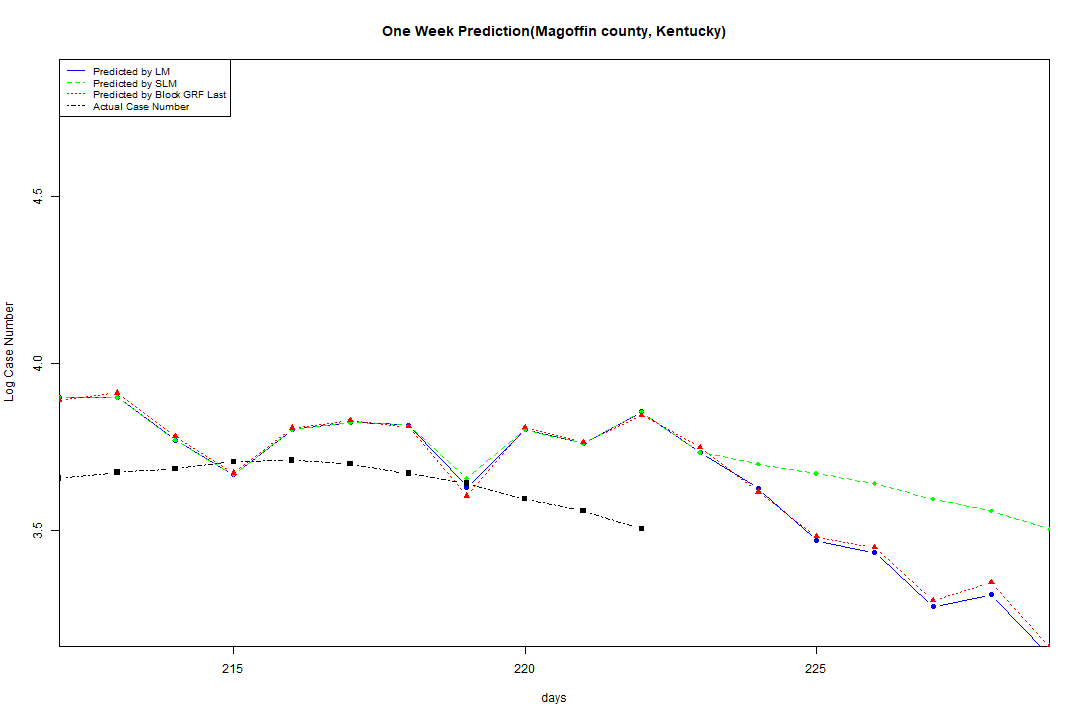 One Week Prediction(Magoffin county, Kentucky)
Predicted by LM
Predicted by SLM
Predicted by Block GRF Last
Actual Case Number
4.5
4.0
3.5
Log Case Number
215 220 225
days